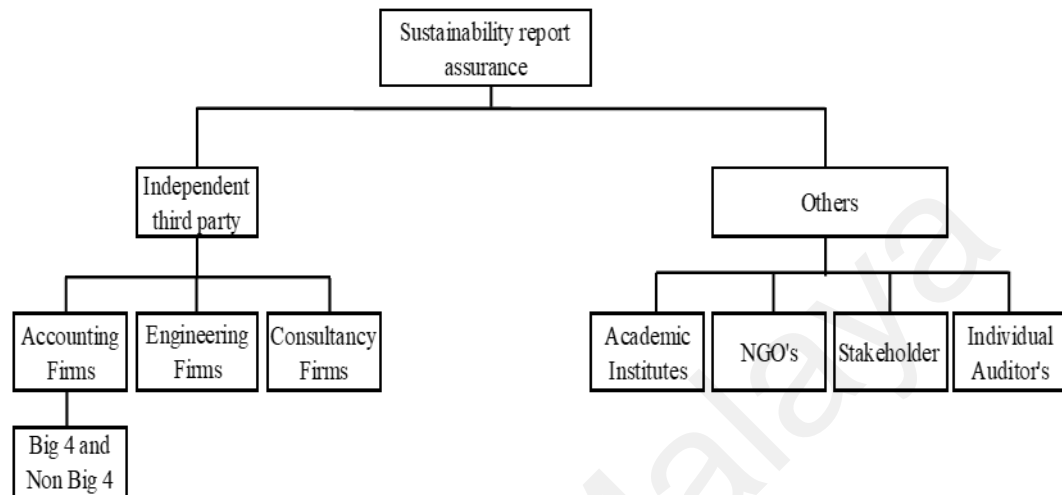 Sustainability report
assurance
Independent
third party
Others
Accounting
Firms
Engineering
Firms
Consultancy
Firms
Academic
Institutes
NGO's
Stakeholder
Individual
Auditor's
Big 4 and
Non Big 4
Malaya